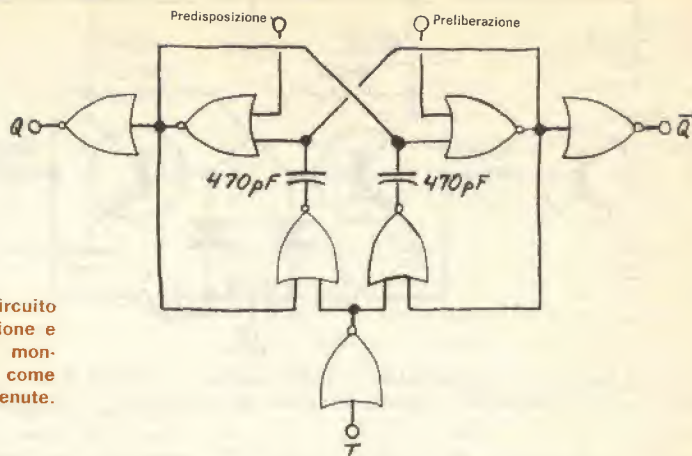 Predisposizione
Preliberazione
Q
Q̅
470pF
470pF
ircuito
ione e
mon-
come
enute.
T